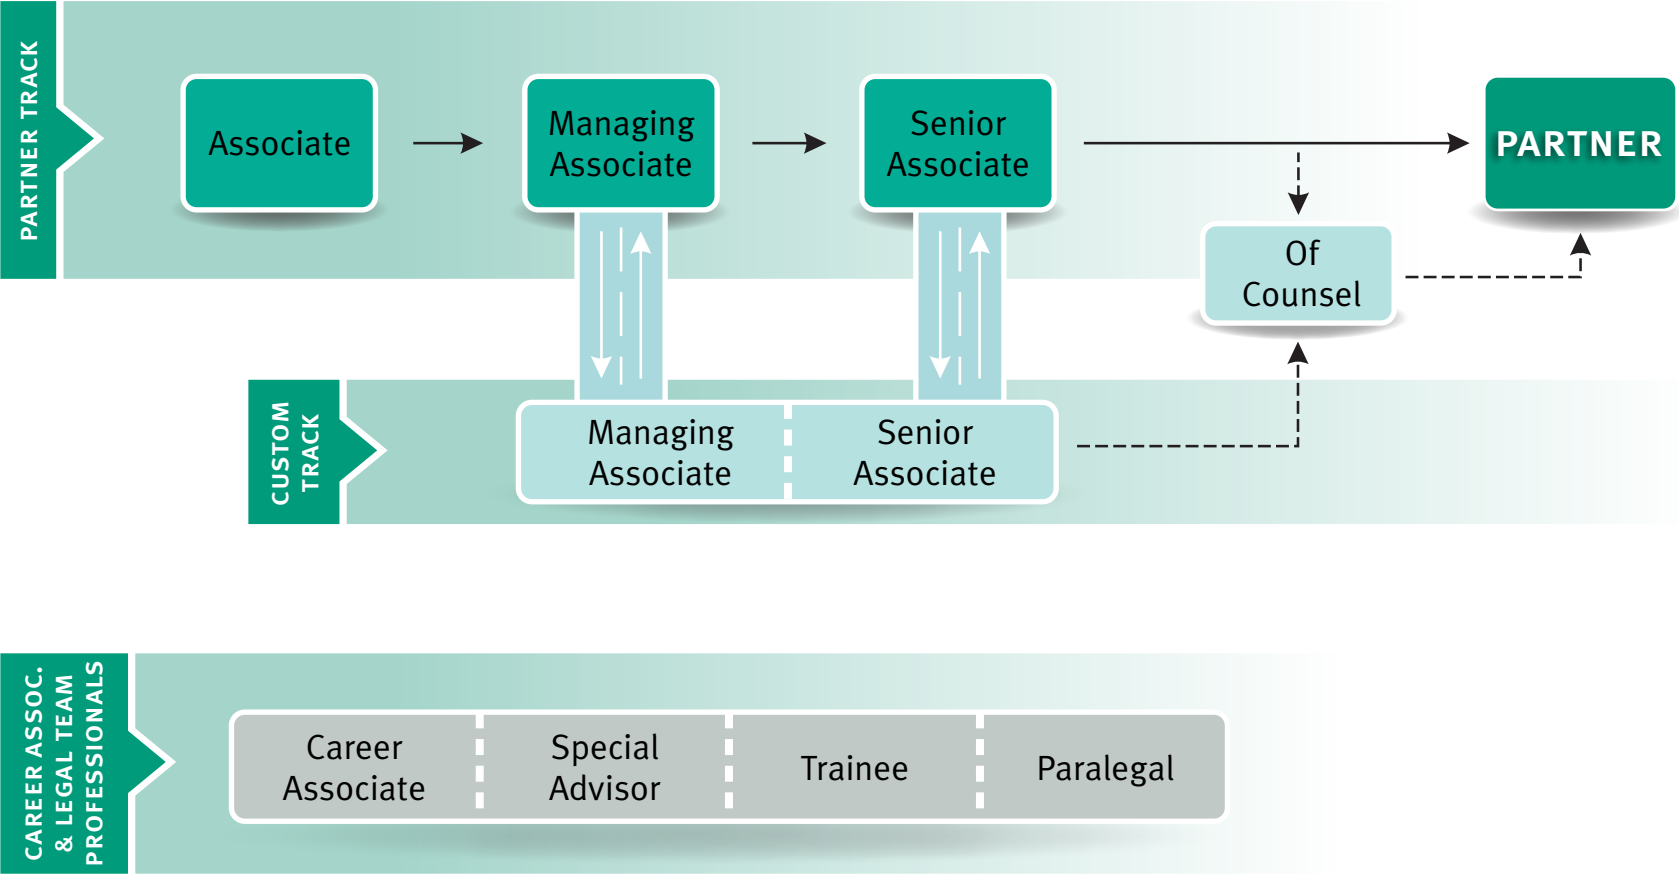 PARTNER TRACK
Associate
Managing
Associate
Senior
Associate
PARTNER
Of
Counsel
CUSTOM
TRACK
Managing
Associate
Senior
Associate
CAREER ASSOC.
& LEGAL TEAM
PROFESSIONALS
Career
Associate
Special
Advisor
Trainee
Paralegal